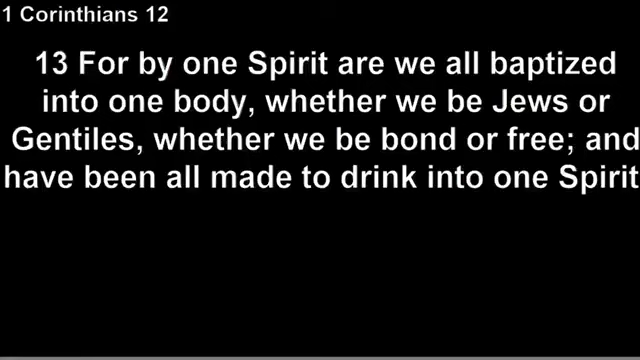 1 Corinthians 12
13 For by one Spirit are we all baptized
into one body, whether we be Jews or
Gentiles, whether we be bond or free; and
have been all made to drink into one Spirit